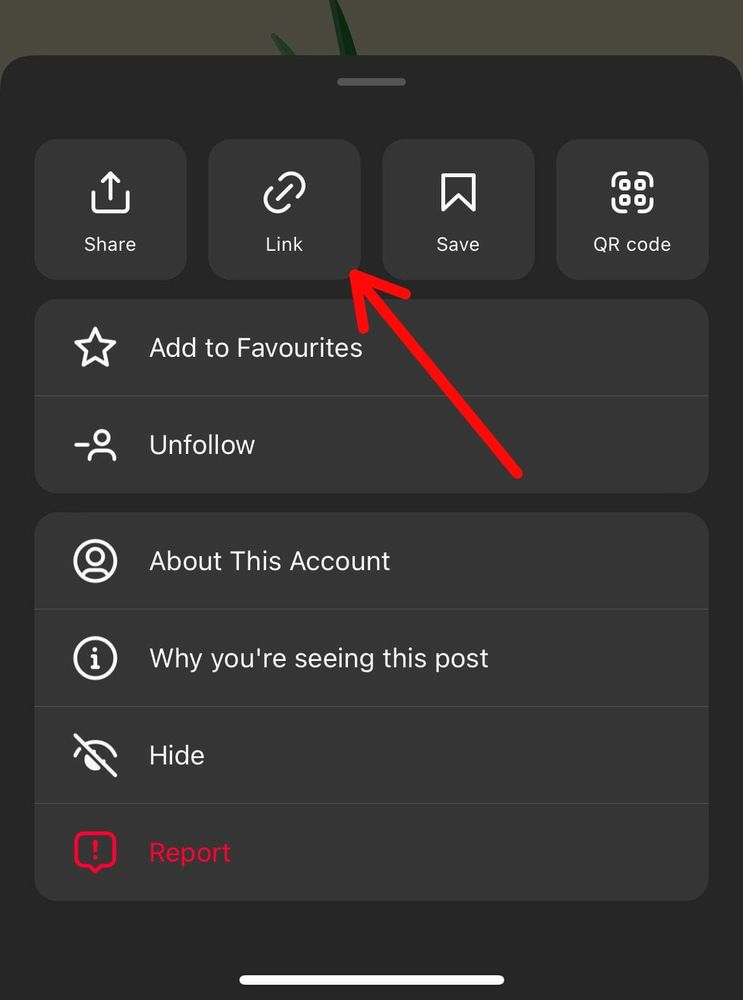 Share
Link
Save
QR code
Add to Favourites
Unfollow
About This Account
Why you're seeing this post
Hide
Report